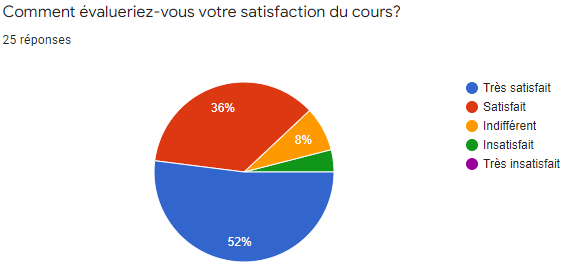 Comment évalueriez-vous votre satisfaction du cours?
25 réponses
Très satisfait
Satisfait
Indifférent
Insatisfait
Très insatisfait
36%
8%
52%